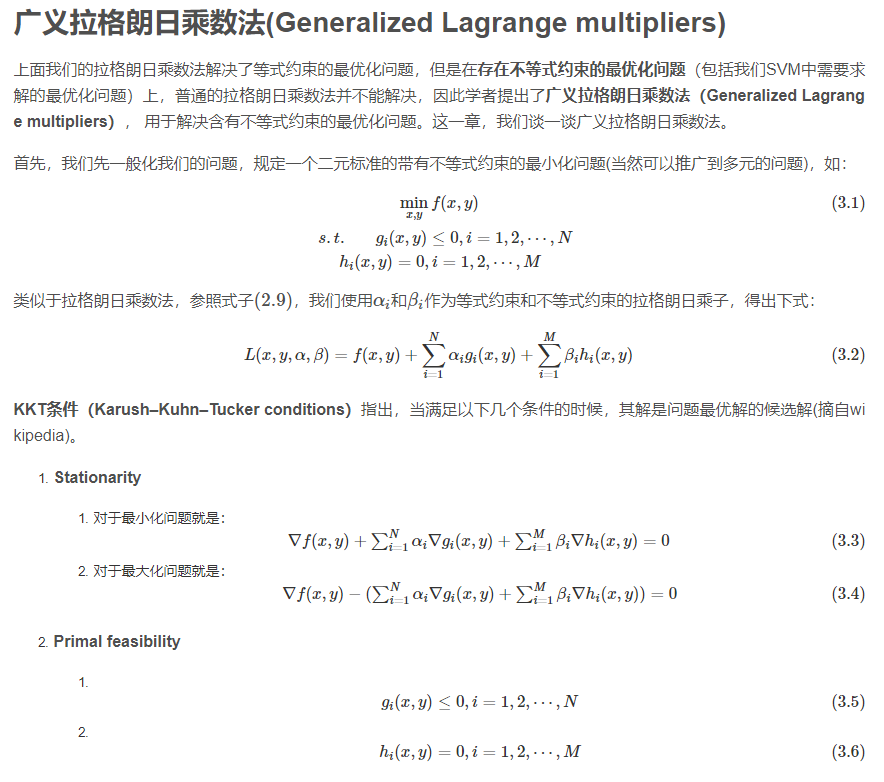 广义拉格朗日乘数法(Generalized Lagrange multipliers)
上面我们的拉格朗日乘数法解决了等式约束的最优化问题，但是在存在不等式约束的最优化问题（包括我们SVM中需要求
解的最优化问题）上，普通的拉格朗日乘数法并不能解决，因此学者提出了广义拉格朗日乘数法（Generalized Lagrang
e multipliers）， 用于解决含有不等式约束的最优化问题。这一章，我们谈一谈广义拉格朗日乘数法。
首先，我们先一般化我们的问题，规定一个二元标准的带有不等式约束的最小化问题(当然可以推广到多元的问题)，如：
$\min_{x,y} f(x,y)$ (3.1)
$s.t. \quad g_i(x,y) \leq 0, i = 1, 2, \cdots, N$
$h_i(x,y) = 0, i = 1, 2, \cdots, M$
类似于拉格朗日乘数法，参照式子(2.9)，我们使用$\alpha_i$和$\beta_i$作为等式约束和不等式约束的拉格朗日乘子，得出下式：
$L(x,y,\alpha,\beta) = f(x,y) + \sum_{i=1}^{N} \alpha_i g_i(x,y) + \sum_{i=1}^{M} \beta_i h_i(x,y)$ (3.2)
KKT条件（Karush–Kuhn–Tucker conditions）指出，当满足以下几个条件的时候，其解是问题最优解的候选解(摘自wi
kipedia)。
1. Stationarity
1. 对于最小化问题就是：
$\nabla f(x,y) + \sum_{i=1}^{N} \alpha_i \nabla g_i(x,y) + \sum_{i=1}^{M} \beta_i \nabla h_i(x,y) = 0$ (3.3)
2. 对于最大化问题就是：
$\nabla f(x,y) - (\sum_{i=1}^{N} \alpha_i \nabla g_i(x,y) + \sum_{i=1}^{M} \beta_i \nabla h_i(x,y)) = 0$ (3.4)
2. Primal feasibility
1.
$g_i(x,y) \leq 0, i = 1, 2, \cdots, N$ (3.5)
2.
$h_i(x,y) = 0, i = 1, 2, \cdots, M$ (3.6)